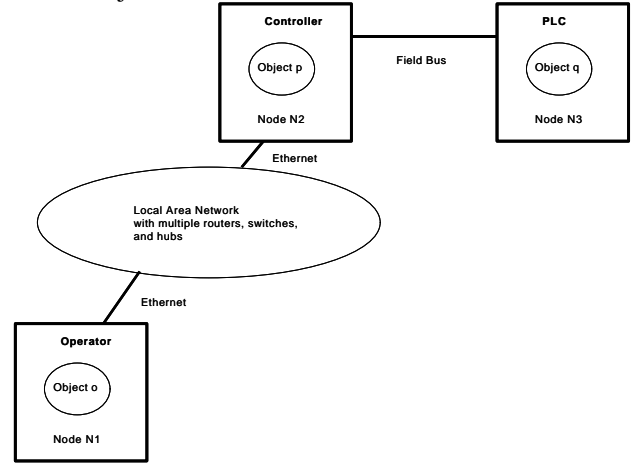 Controller
PLC
Object p
Field Bus
Object q
Node N2
Node N3
Ethernet
Local Area Network
with multiple routers, switches,
and hubs
Ethernet
Operator
Object o
Node N1